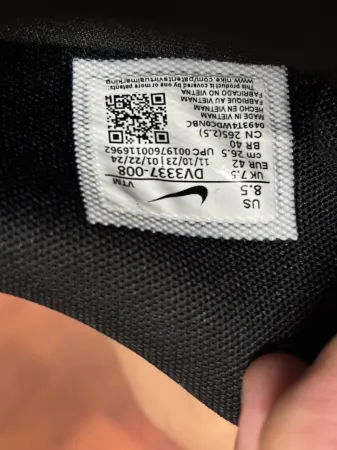 US
8.5
VTM
UK 7.5
DV3337-008
EUR 42
11/10/23 | 01/22/24
cm 26.5
UPC 00197600116962
BR 40
CN 265(2.5)
0493T4WDC0NBC
MADE IN VIETNAM
HECHO EN VIETNAM
FABRIQUE AU VIETNAM
FABRICADO NO VIETNA
This product is covered by one or more patents
www.nike.com/patentsvirtualmarking